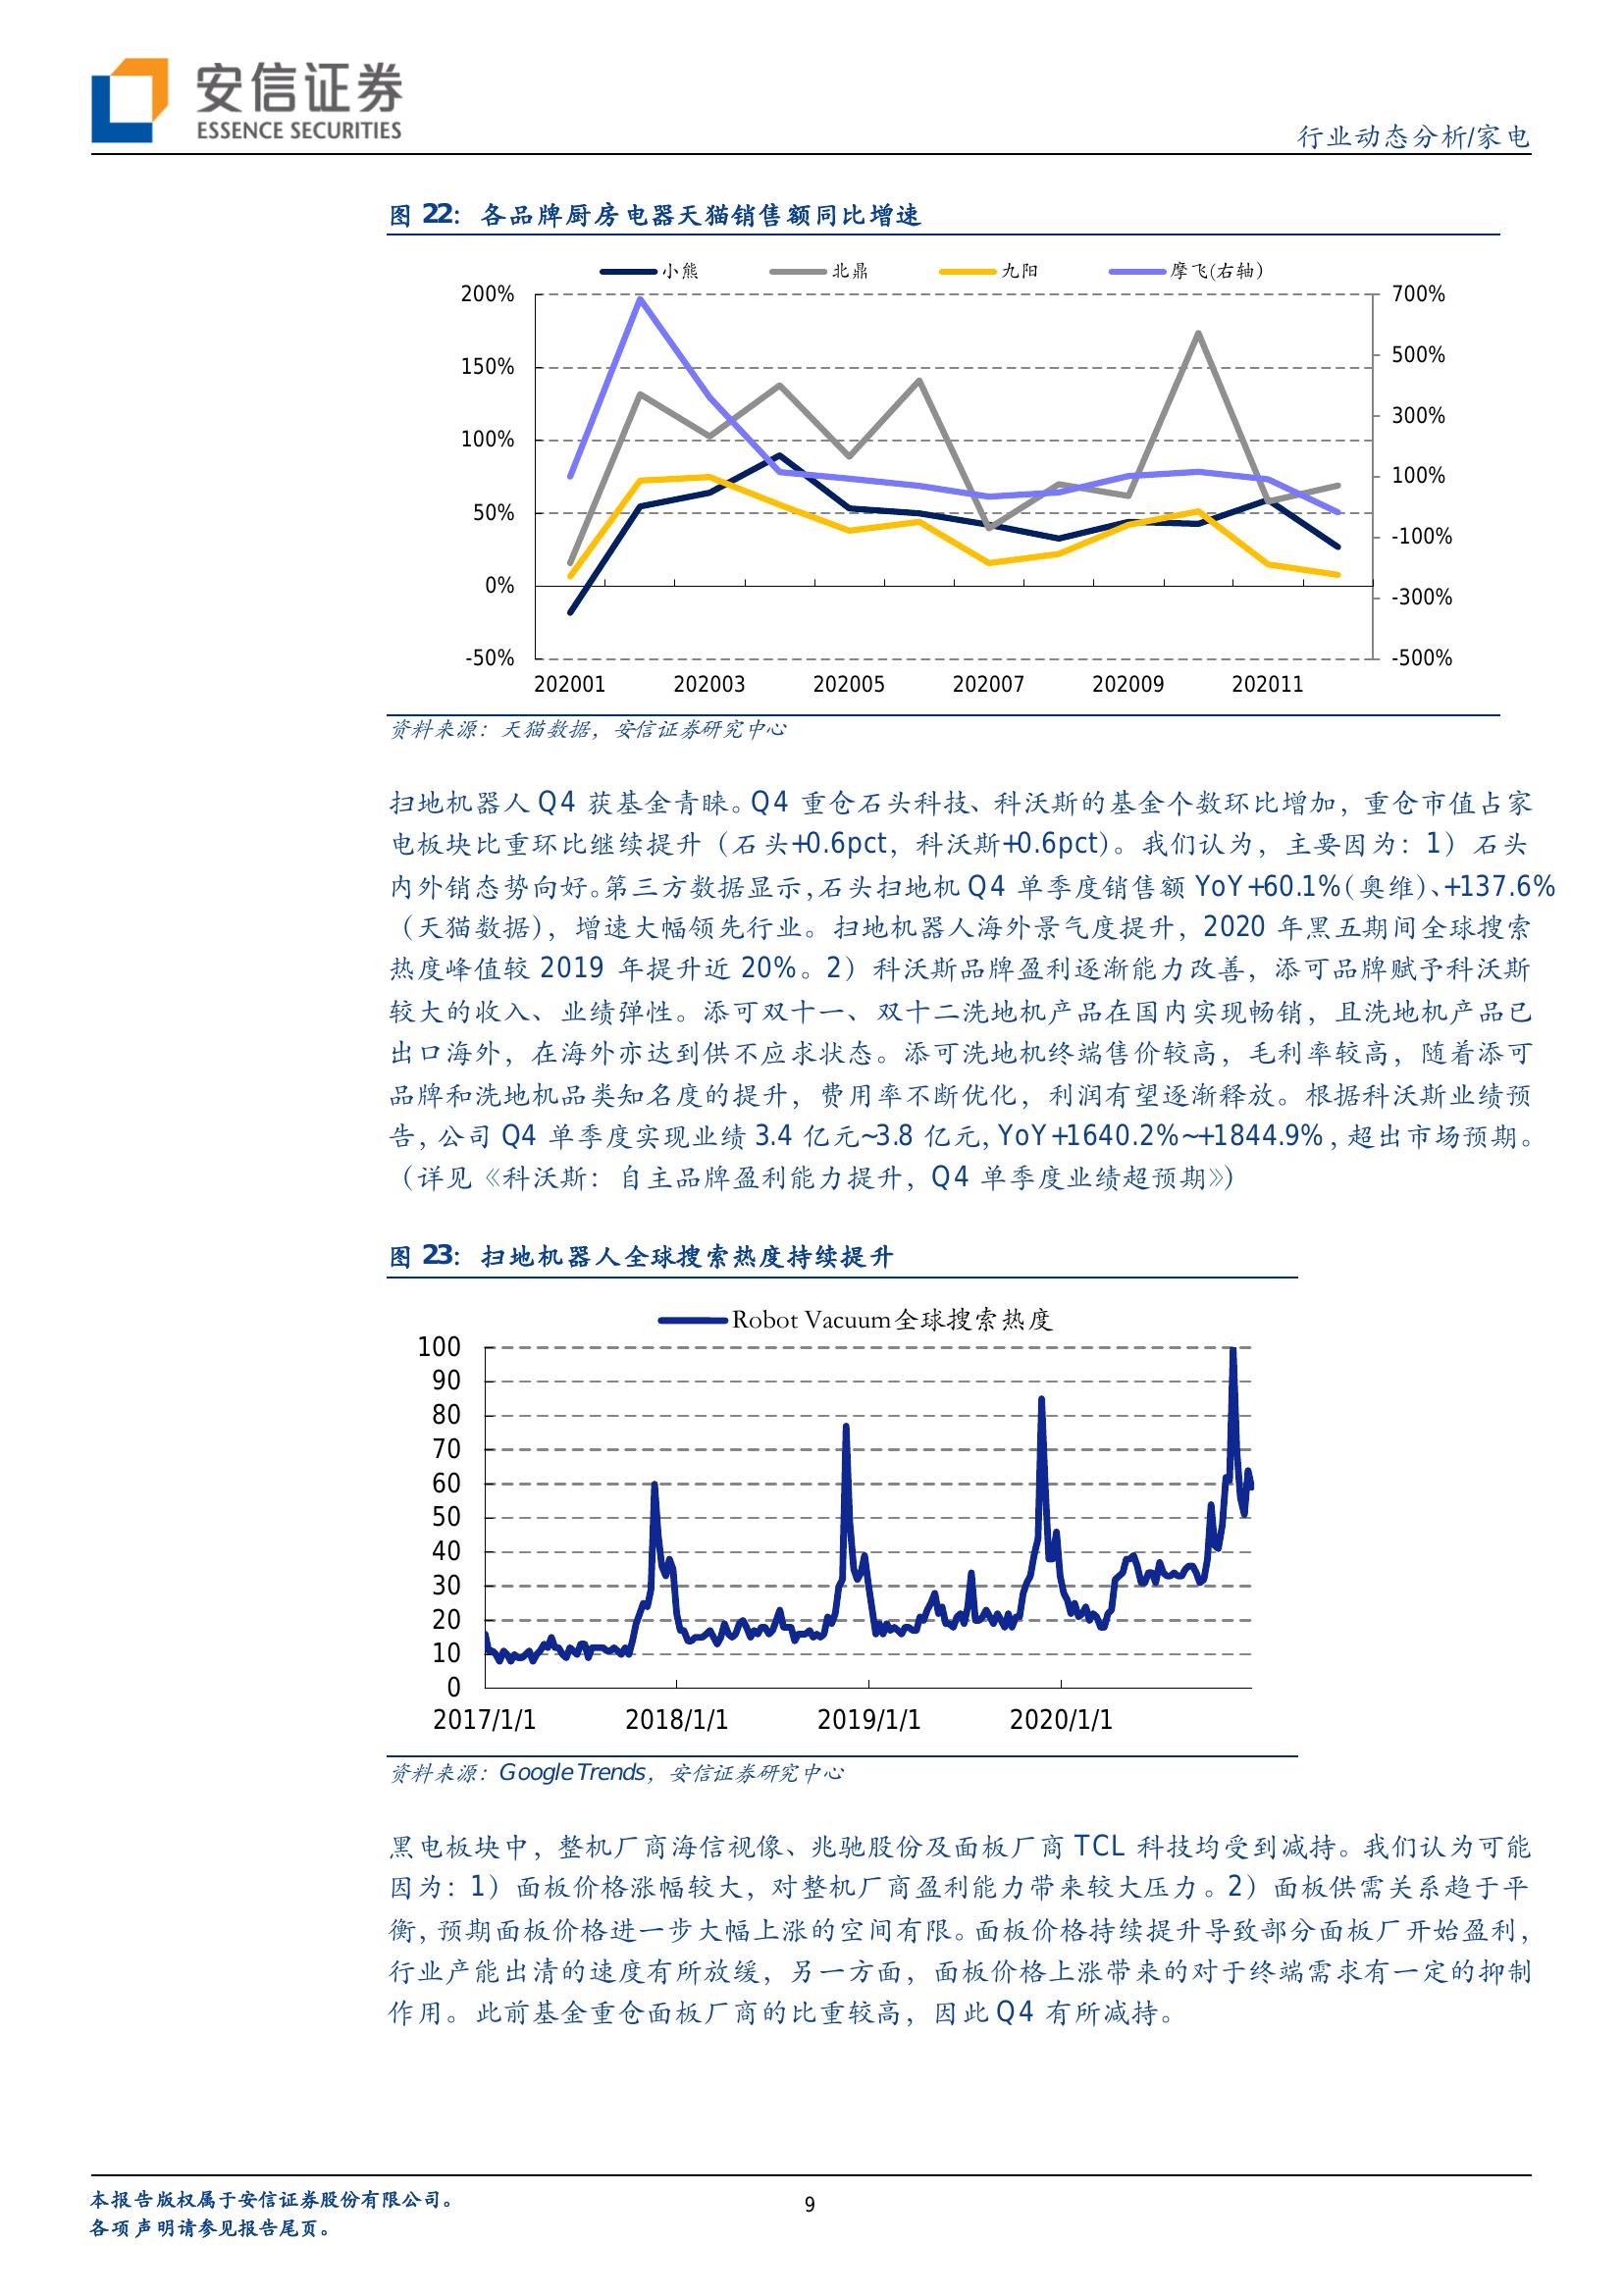 安信证券
ESSENCE SECURITIES
行业动态分析/家电
图 22：各品牌厨房电器天猫销售额同比增速
小熊 北鼎 九阳 摩飞(右轴)
200% 700%
150% 500%
100% 300%
50% 100%
0% -100%
-50% -300%
-500%
202001 202003 202005 202007 202009 202011
资料来源：天猫数据，安信证券研究中心
扫地机器人 Q4 获基金青睐。Q4 重仓石头科技、科沃斯的基金个数环比增加，重仓市值占家
电板块比重环比继续提升（石头+0.6pct，科沃斯+0.6pct）。我们认为，主要因为：1）石头
内外销态势向好。第三方数据显示，石头扫地机 Q4 单季度销售额 YoY+60.1%（奥维）、+137.6%
（天猫数据），增速大幅领先行业。扫地机器人海外景气度提升，2020 年黑五期间全球搜索
热度峰值较 2019 年提升近 20%。2）科沃斯品牌盈利逐渐能力改善，添可品牌赋予科沃斯
较大的收入、业绩弹性。添可双十一、双十二洗地机产品在国内实现畅销，且洗地机产品已
出口海外，在海外亦达到供不应求状态。添可洗地机终端售价较高，毛利率较高，随着添可
品牌和洗地机品类知名度的提升，费用率不断优化，利润有望逐渐释放。根据科沃斯业绩预
告，公司 Q4 单季度实现业绩 3.4 亿元~3.8 亿元，YoY+1640.2%~+1844.9%，超出市场预期。
（详见《科沃斯：自主品牌盈利能力提升，Q4 单季度业绩超预期》）
图 23：扫地机器人全球搜索热度持续提升
Robot Vacuum全球搜索热度
100
90
80
70
60
50
40
30
20
10
0
2017/1/1 2018/1/1 2019/1/1 2020/1/1
资料来源：Google Trends，安信证券研究中心
黑电板块中，整机厂商海信视像、兆驰股份及面板厂商 TCL 科技均受到减持。我们认为可能
因为：1）面板价格涨幅较大，对整机厂商盈利能力带来较大压力。2）面板供需关系趋于平
衡，预期面板价格进一步大幅上涨的空间有限。面板价格持续提升导致部分面板厂开始盈利，
行业产能出清的速度有所放缓，另一方面，面板价格上涨带来的对于终端需求有一定的抑制
作用。此前基金重仓面板厂商的比重较高，因此 Q4 有所减持。
本报告版权属于安信证券股份有限公司。
各项声明请参见报告尾页。
9